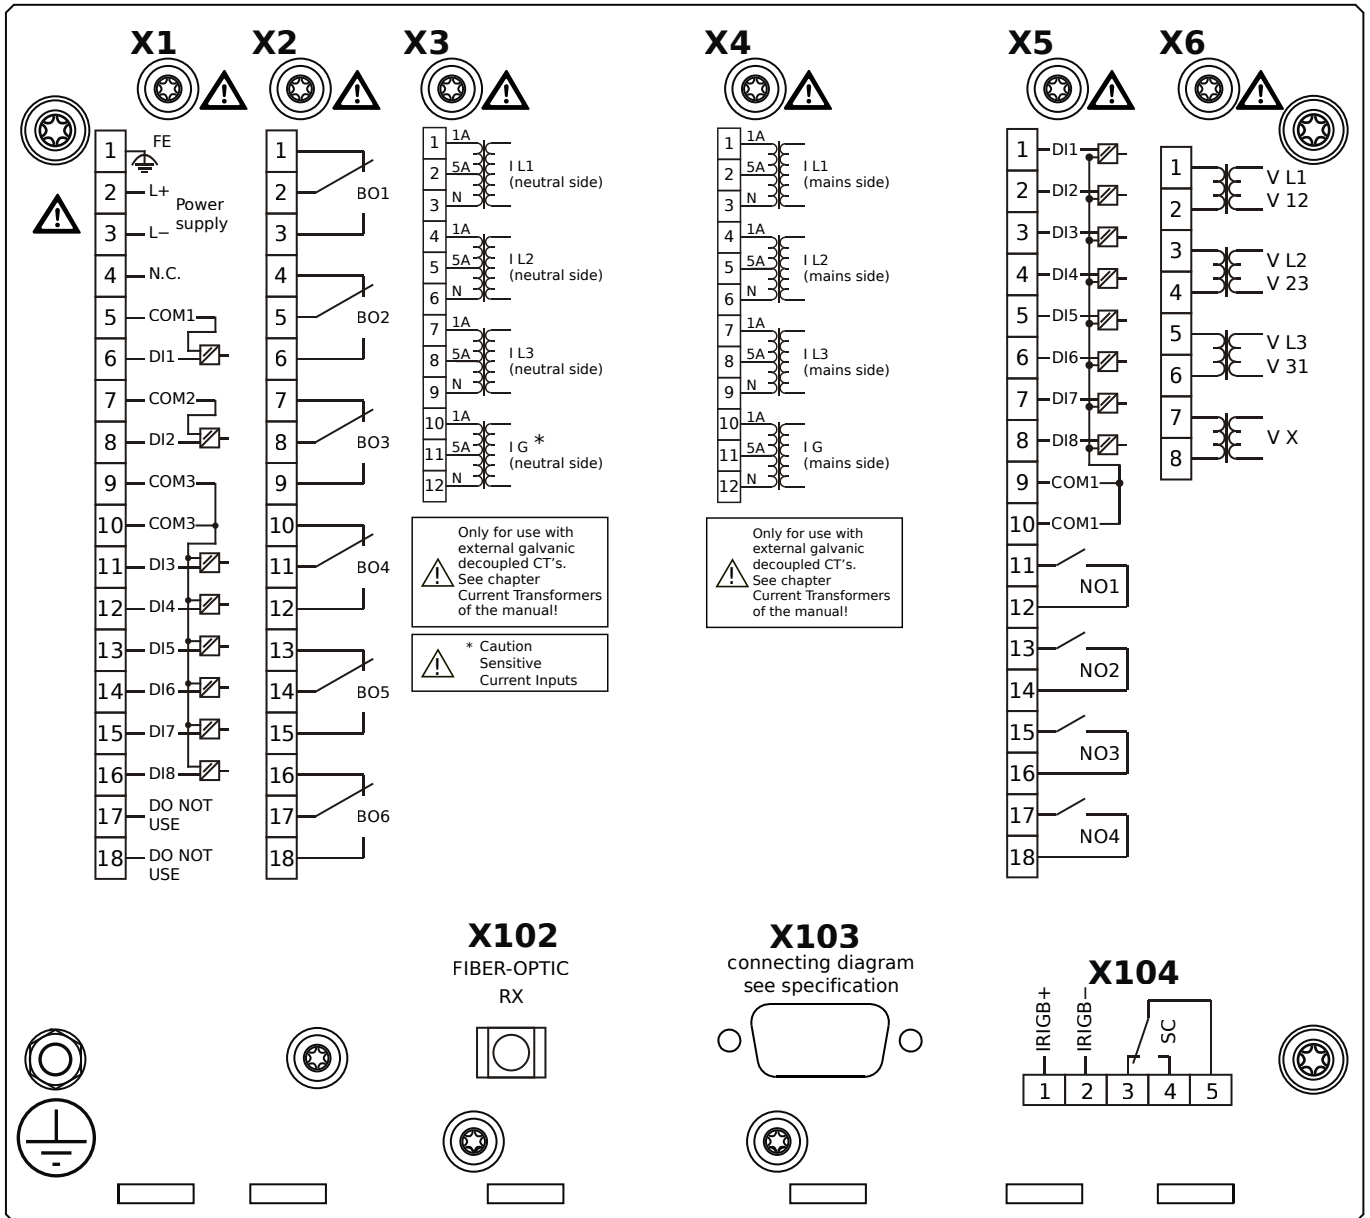 X1
1 FE
2 L+ Power
3 L− supply
4 N.C.
5 COM1
6 DI1
7 COM2
8 DI2
9 COM3
10 COM3
11 DI3
12 DI4
13 DI5
14 DI6
15 DI7
16 DI8
17 DO NOT
USE
18 DO NOT
USE
X2
1
2 BO1
3
4
5 BO2
6
7
8 BO3
9
10
11 BO4
12
13
14 BO5
15
16
17 BO6
18
X3
1 1A
2 5A I L1
(neutral side)
3 N
4 1A
5 5A I L2
(neutral side)
6 N
7 1A
8 5A I L3
(neutral side)
9 N
10 1A
11 5A I G *
(neutral side)
12 N
Only for use with
external galvanic
decoupled CT's.
See chapter
Current Transformers
of the manual!
* Caution
Sensitive
Current Inputs
X4
1 1A
2 5A I L1
(mains side)
3 N
4 1A
5 5A I L2
(mains side)
6 N
7 1A
8 5A I L3
(mains side)
9 N
10 1A
11 5A I G
(mains side)
12 N
Only for use with
external galvanic
decoupled CT's.
See chapter
Current Transformers
of the manual!
X5
1 DI1
2 DI2
3 DI3
4 DI4
5 DI5
6 DI6
7 DI7
8 DI8
9 COM1
10 COM1
11
NO1
12
13
NO2
14
15
NO3
16
17
NO4
18
X6
1 V L1
2 V 12
3 V L2
4 V 23
5 V L3
6 V 31
7
V X
8
X102
FIBER-OPTIC
RX
X103
connecting diagram
see specification
X104
IRIGB+
IRIGB−
SC
1 2 3 4 5